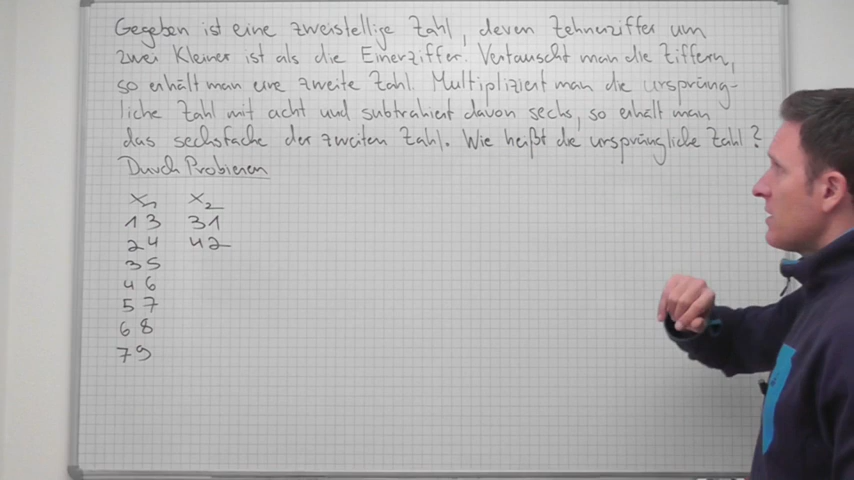 Gegeben ist eine zweistellige Zahl, deren Zehnerziffer um
zwei kleiner ist als die Einerziffer. Vertauscht man die Ziffern,
so erhält man eine zweite Zahl. Multipliziert man die ursprüng-
liche Zahl mit acht und subtrahiert davon sechs, so erhält man
das sechsfache der zweiten Zahl. Wie heißt die ursprüngliche Zahl?
Durch Probieren
x₁ x₂
13 31
24 42
35
46
57
68
79